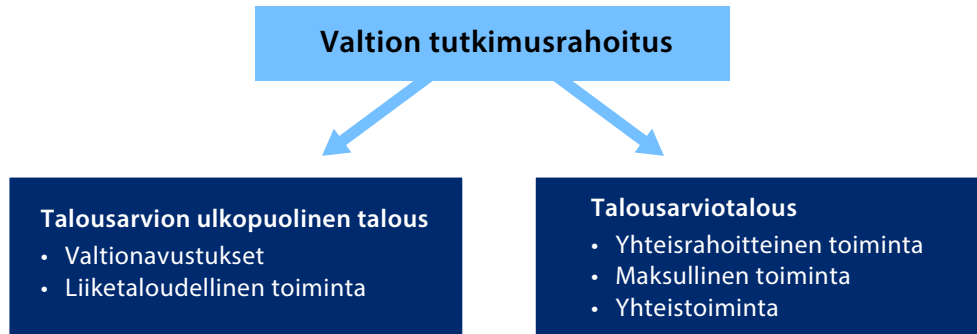 Valtion tutkimusrahoitus
Talousarvion ulkopuolinen talous
• Valtionavustukset
• Liiketaloudellinen toiminta
Talousarviotalous
• Yhteisrahoitteinen toiminta
• Maksullinen toiminta
• Yhteistoiminta